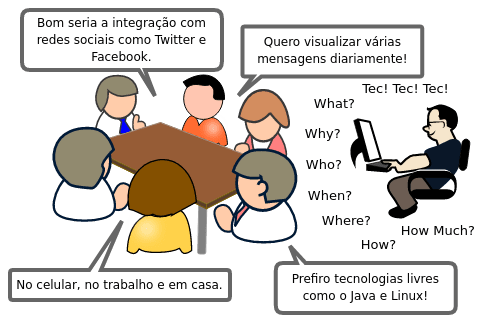 Bom seria a integração com
redes sociais como Twitter e
Facebook.
Quero visualizar várias
mensagens diariamente!
Tec! Tec! Tec!
What?
Why?
Who?
When?
Where?
How?
How Much?
No celular, no trabalho e em casa.
Prefiro tecnologias livres
como o Java e Linux!